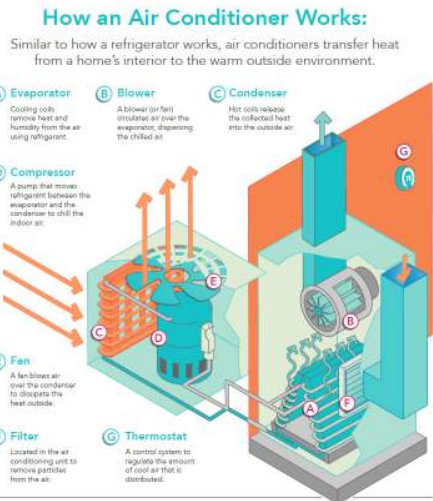 How an Air Conditioner Works:
Similar to how a refrigerator works, air conditioners transfer heat
from a home's interior to the warm outside environment.
Evaporator
Cooling coils
remove heat and
humidity from the air
using refrigerant.
B Blower
A blower (or fan)
circulates air over the
evaporator, dispersing
the chilled air.
C Condenser
Hot coils release
the collected heat
into the outside air.
Compressor
A pump that moves
refrigerant between the
evaporator and the
condenser to chill the
indoor air.
G
E
C
D
B
A
F
Fan
A fan blows air
over the condenser
to dissipate the
heat outside.
Filter
Located in the air
conditioning unit to
remove particles
from the air.
G Thermostat
A control system to
regulate the amount
of cool air that is
distributed.